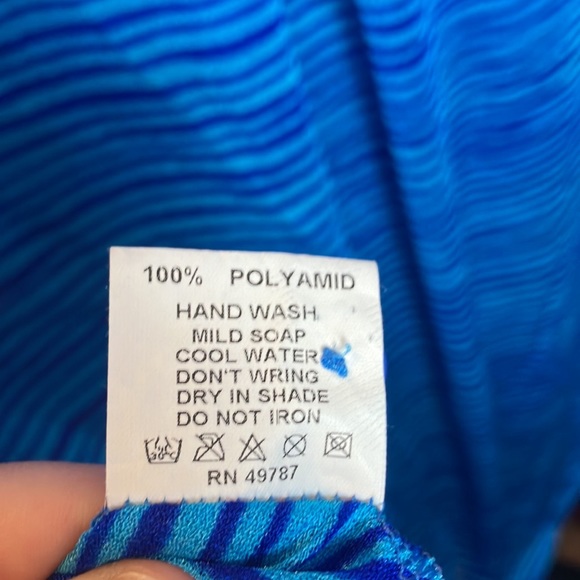 100% POLYAMID
HAND WASH
MILD SOAP
COOL WATER
DON'T WRING
DRY IN SHADE
DO NOT IRON
RN 49787